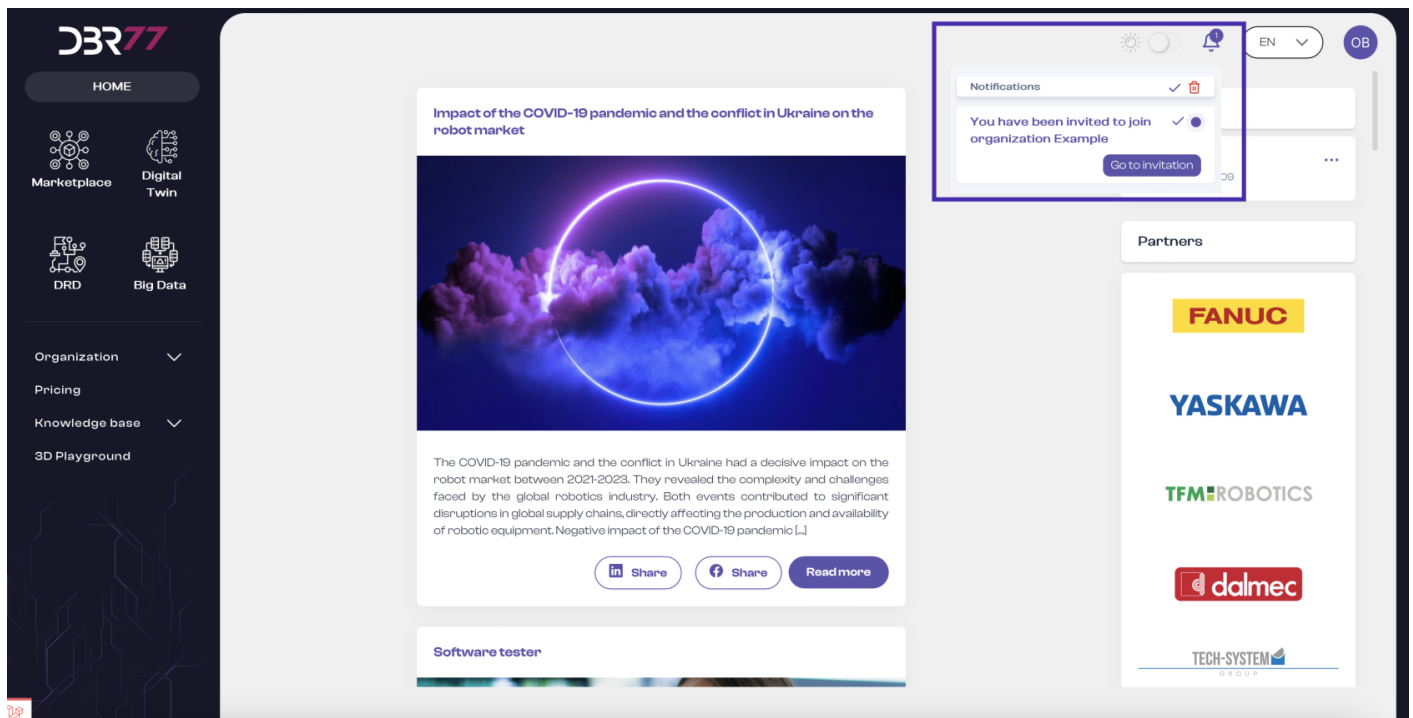 DBR77
HOME
Marketplace
Digital
Twin
DRD
Big Data
Organization
Pricing
Knowledge base
3D Playground
Impact of the COVID-19 pandemic and the conflict in Ukraine on the
robot market
The COVID-19 pandemic and the conflict in Ukraine had a decisive impact on the
robot market between 2021-2023. They revealed the complexity and challenges
faced by the global robotics industry. Both events contributed to significant
disruptions in global supply chains, directly affecting the production and availability
of robotic equipment. Negative impact of the COVID-19 pandemic [...]
in Share
Share
Read more
Software tester
1
EN
OB
Notifications
You have been invited to join
organization Example
Go to invitation
09
...
Partners
FANUC
YASKAWA
TFM ROBOTICS
d dalmec
TECH-SYSTEM
GROUP